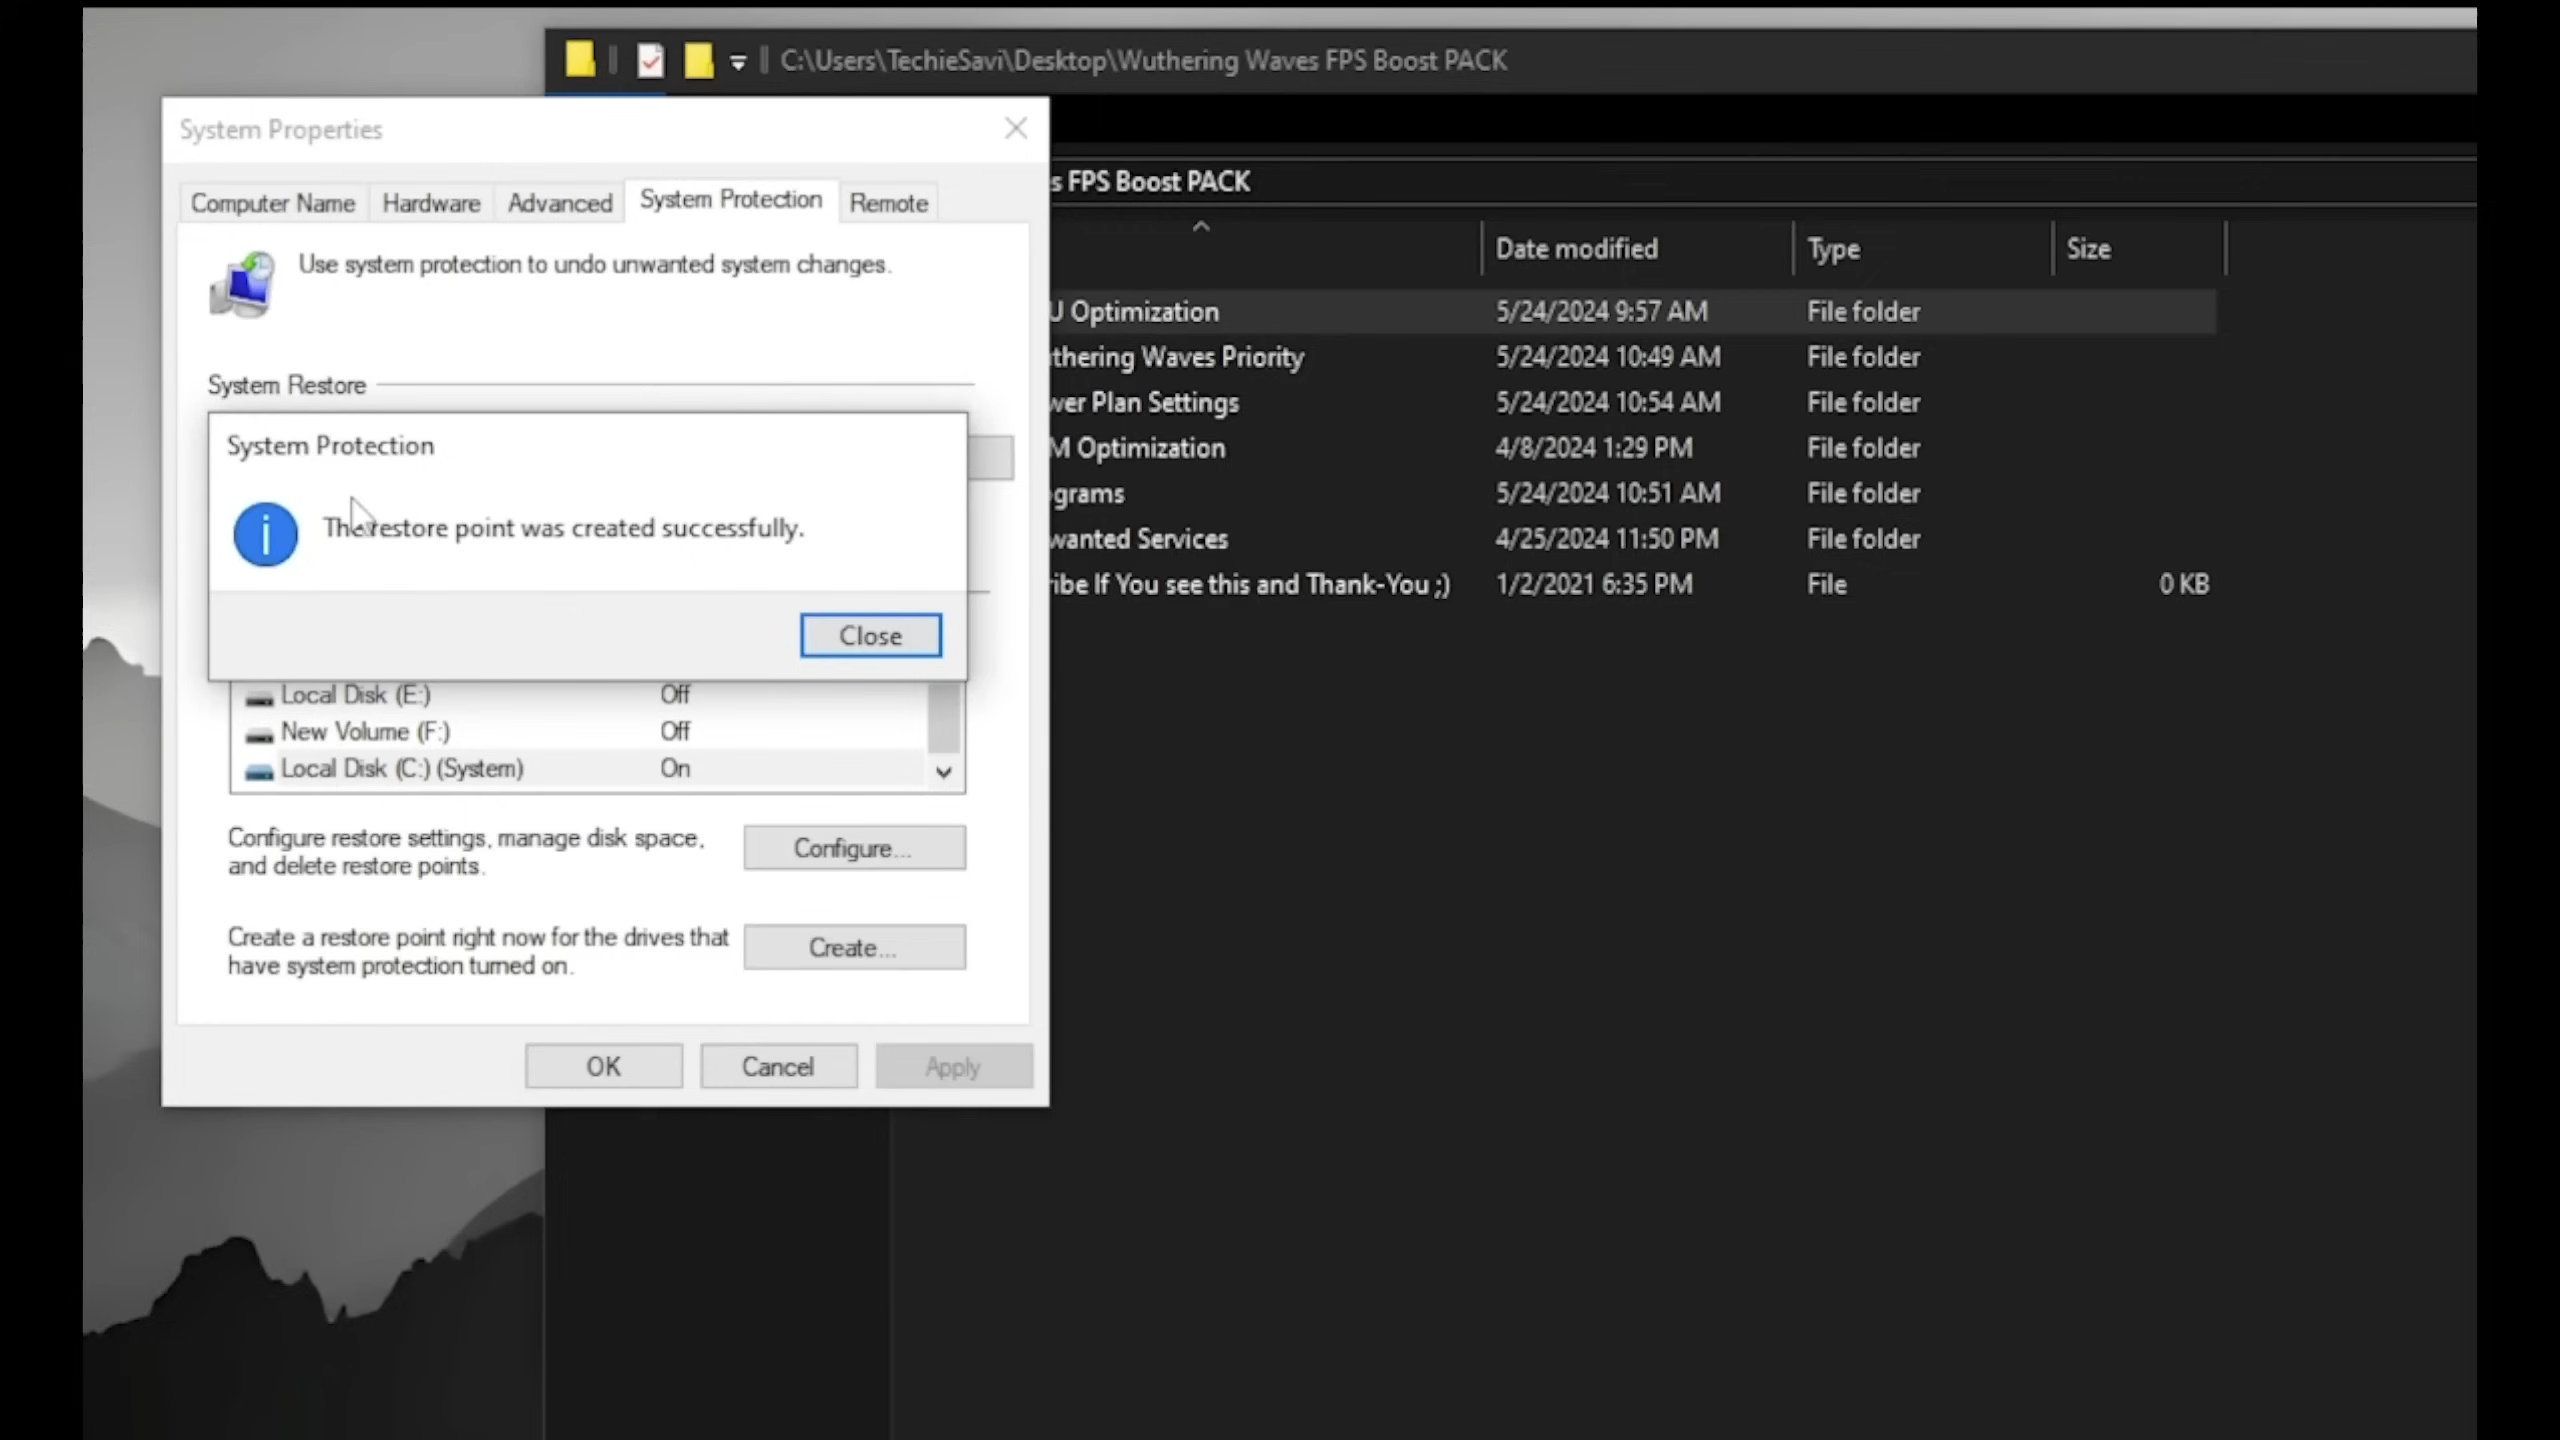 C:\Users\TechieSavi\Desktop\Wuthering Waves FPS Boost PACK
System Properties
Computer Name
Hardware
Advanced
System Protection
Remote
Use system protection to undo unwanted system changes.
System Restore
System Protection
The restore point was created successfully.
Close
Local Disk (E:) Off
New Volume (F:) Off
Local Disk (C:) (System) On
Configure restore settings, manage disk space,
and delete restore points.
Configure...
Create a restore point right now for the drives that
have system protection turned on.
Create...
OK
Cancel
Apply
FPS Boost PACK
Date modified
Type
Size
Optimization 5/24/2024 9:57 AM File folder
Waves Priority 5/24/2024 10:49 AM File folder
Plan Settings 5/24/2024 10:54 AM File folder
Optimization 4/8/2024 1:29 PM File folder
5/24/2024 10:51 AM File folder
Services 4/25/2024 11:50 PM File folder
If You see this and Thank-You ;) 1/2/2021 6:35 PM File 0 KB